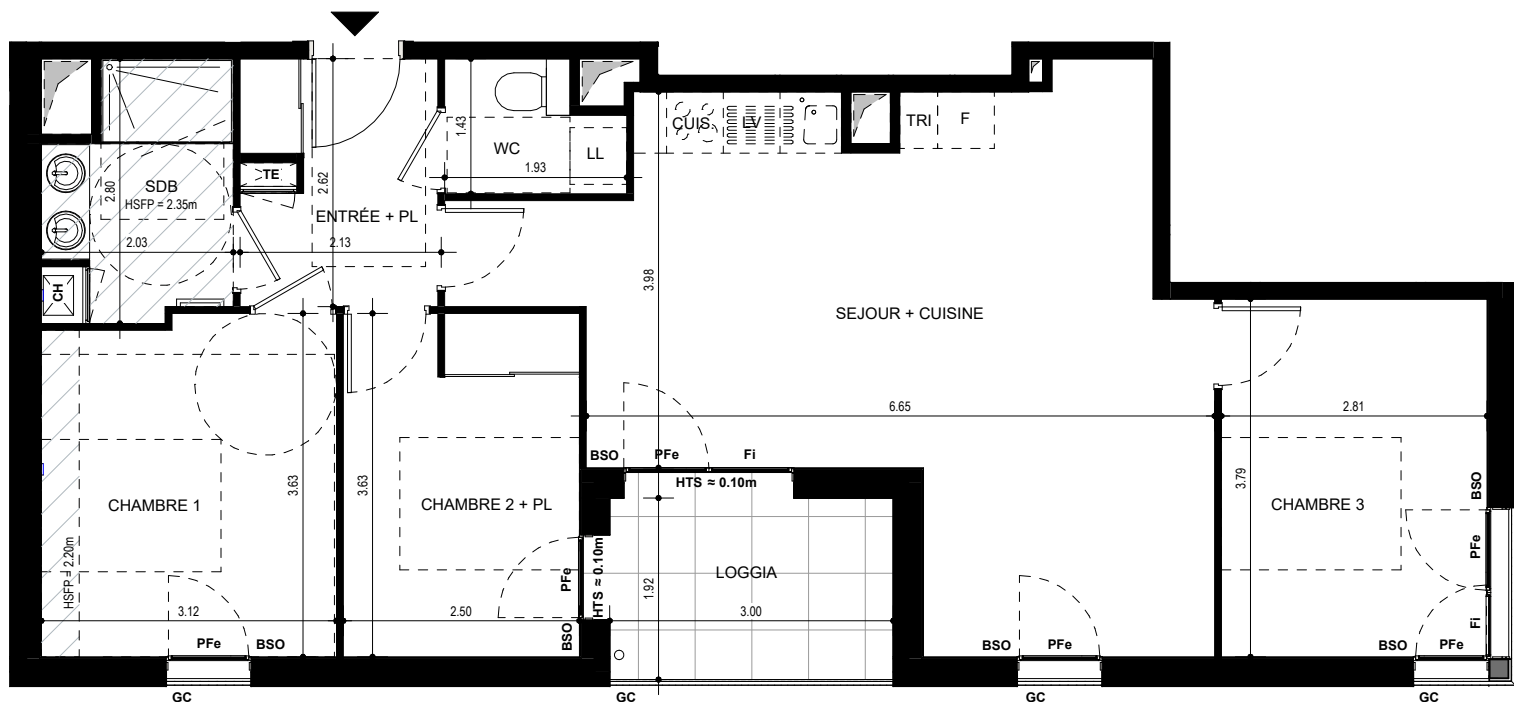 CUIS.
LV
TRI
F
WC
LL
1.43
1.93
TE
2.62
SDB
HSFP = 2.35m
2.80
2.03
ENTRÉE + PL
2.13
CH
3.98
SEJOUR + CUISINE
6.65
2.81
BSO
PFe
Fi
HTS ≈ 0.10m
CHAMBRE 1
HSFP = 2.20m
3.63
3.12
PFe
BSO
GC
CHAMBRE 2 + PL
3.63
2.50
PFe
BSO
HTS ≈ 0.10m
LOGGIA
1.92
3.00
GC
BSO
PFe
GC
CHAMBRE 3
3.79
BSO
PFe
Fi
BSO
PFe
GC